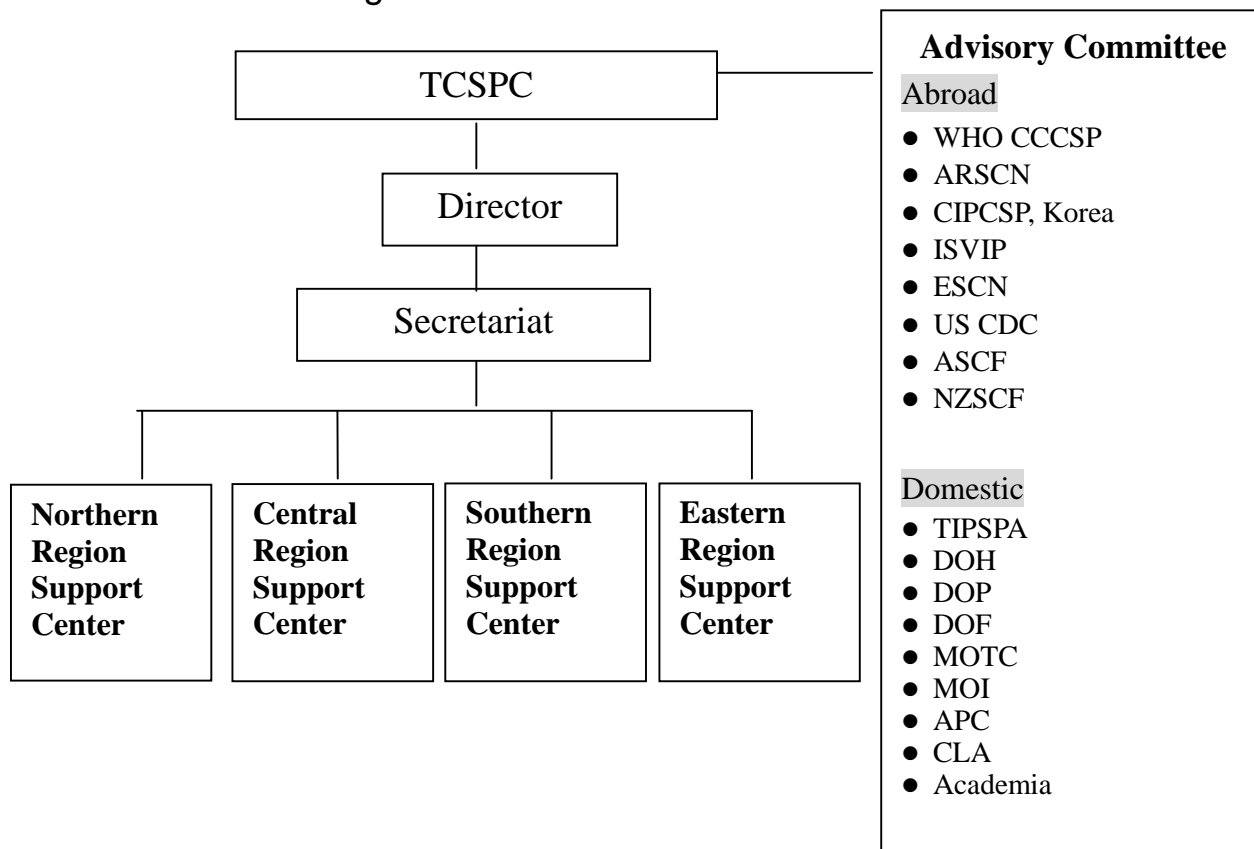 TCSPC
Director
Secretariat
Northern
Region
Support
Center
Central
Region
Support
Center
Southern
Region
Support
Center
Eastern
Region
Support
Center
Advisory Committee
Abroad
● WHO CCCSP
● ARSCN
● CIPCSP, Korea
● ISVIP
● ESCN
● US CDC
● ASCF
● NZSCF
Domestic
● TIPSPA
● DOH
● DOP
● DOF
● MOTC
● MOI
● APC
● CLA
● Academia